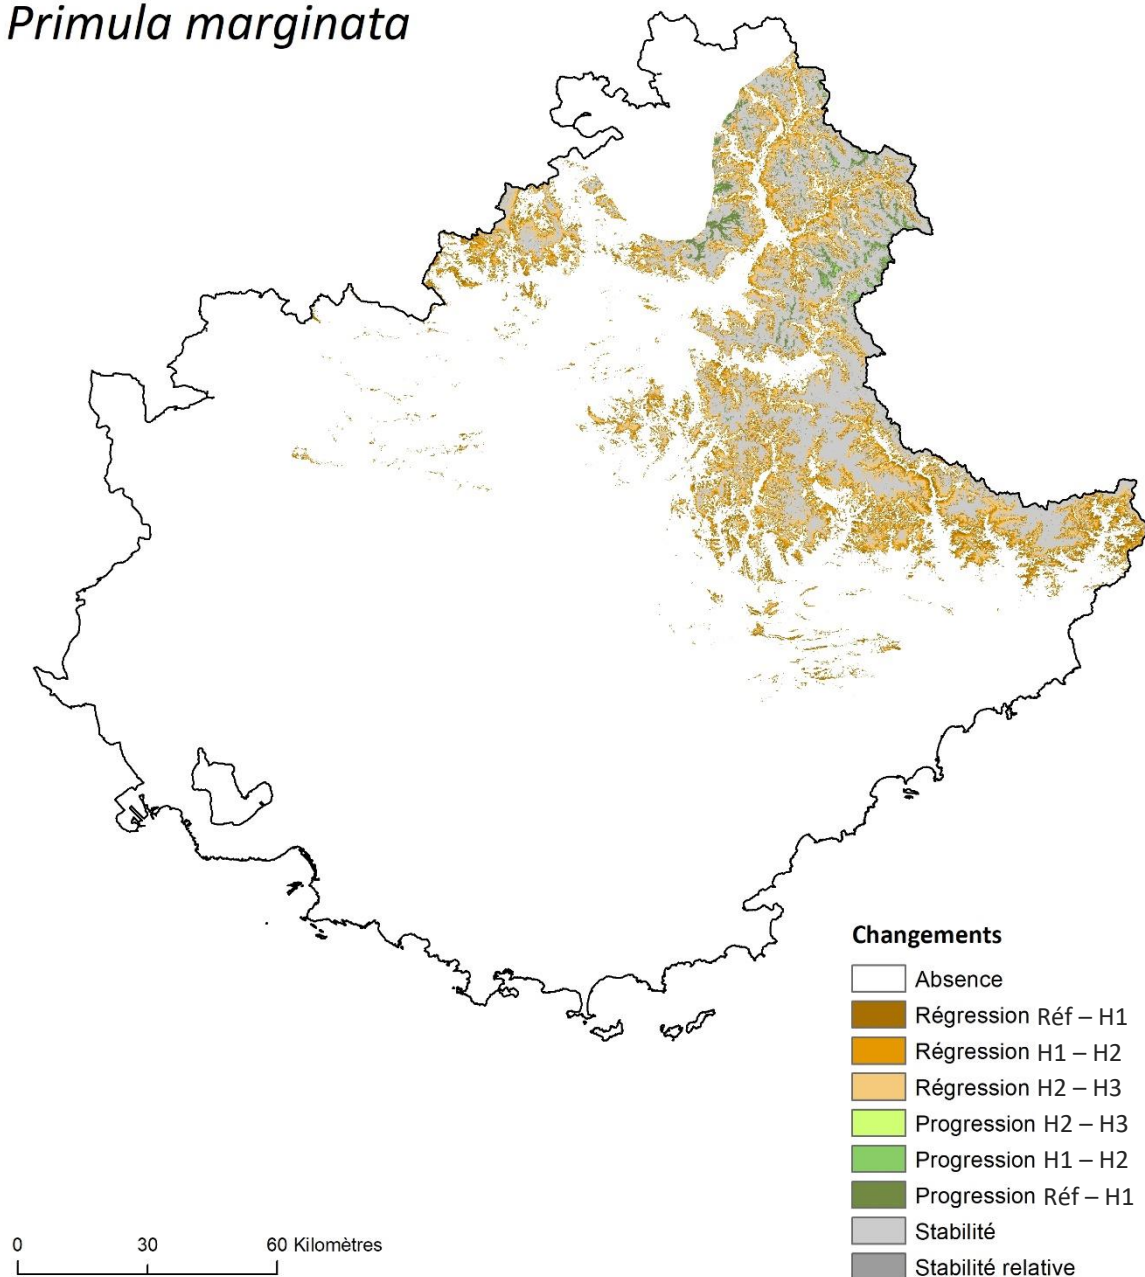 Primula marginata
Changements
Absence
Régression Réf – H1
Régression H1 – H2
Régression H2 – H3
Progression H2 – H3
Progression H1 – H2
Progression Réf – H1
Stabilité
Stabilité relative
0 30 60 Kilomètres